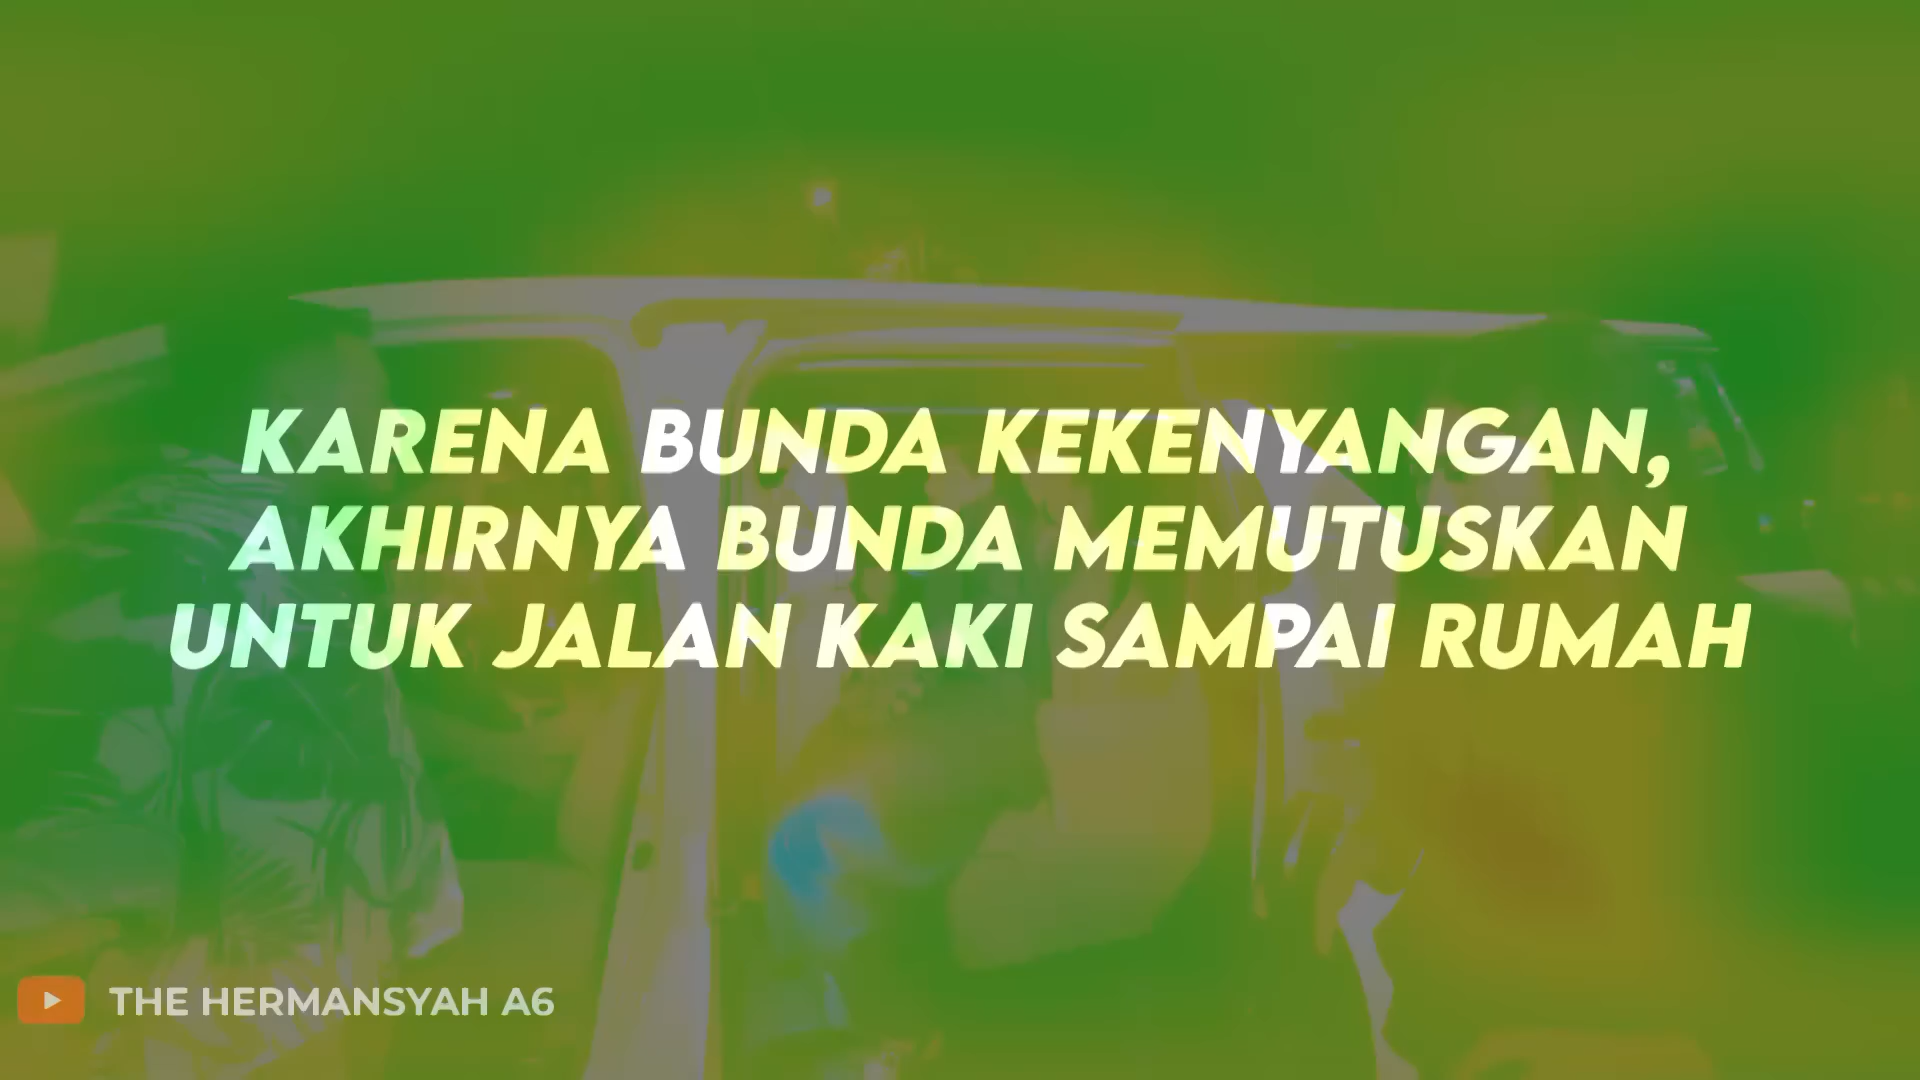 KARENA BUNDA KEKENYANGAN,
AKHIRNYA BUNDA MEMUTUSKAN
UNTUK JALAN KAKI SAMPAI RUMAH
THE HERMANSYAH A6